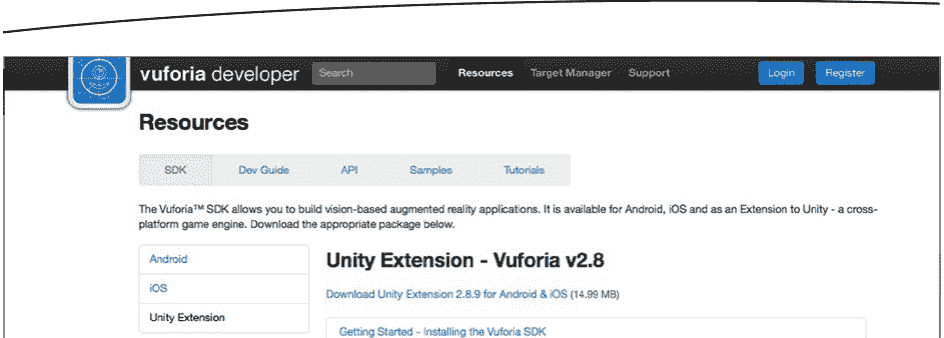 vuforia developer Search Resources Target Manager Support Login Register
Resources
SDK Dev Guide API Samples Tutorials
The Vuforia™ SDK allows you to build vision-based augmented reality applications. It is available for Android, iOS and as an Extension to Unity - a cross-
platform game engine. Download the appropriate package below.
Android
iOS
Unity Extension
Unity Extension - Vuforia v2.8
Download Unity Extension 2.8.9 for Android & iOS (14.99 MB)
Getting Started - Installing the Vuforia SDK